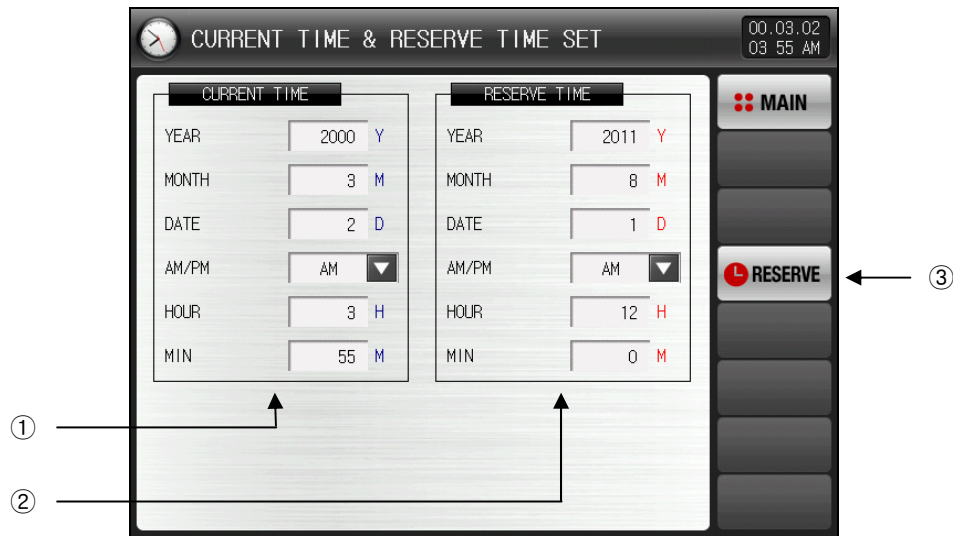 CURRENT TIME & RESERVE TIME SET
00.03.02
03 55 AM
CURRENT TIME
YEAR 2000 Y
MONTH 3 M
DATE 2 D
AM/PM AM
HOUR 3 H
MIN 55 M
RESERVE TIME
YEAR 2011 Y
MONTH 8 M
DATE 1 D
AM/PM AM
HOUR 12 H
MIN 0 M
MAIN
RESERVE
③
①
②